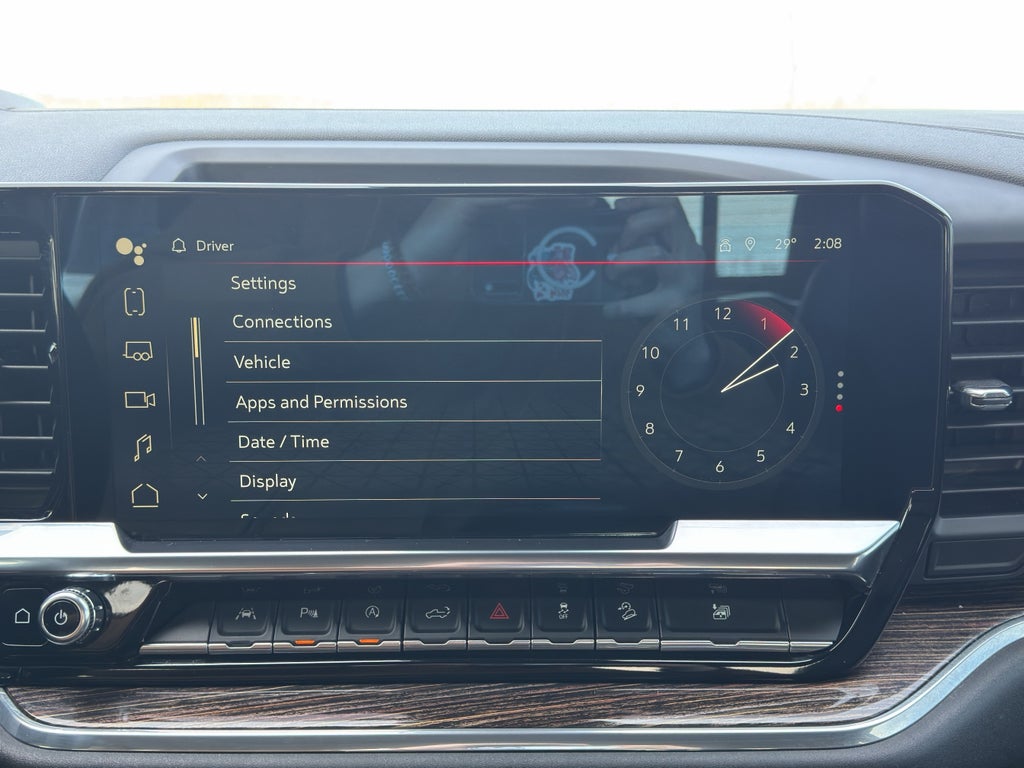 Driver
29° 2:08
Settings
Connections
Vehicle
Apps and Permissions
Date / Time
Display
12
11 1
10 2
9 3
8 4
7 5
6
P
A
OFF